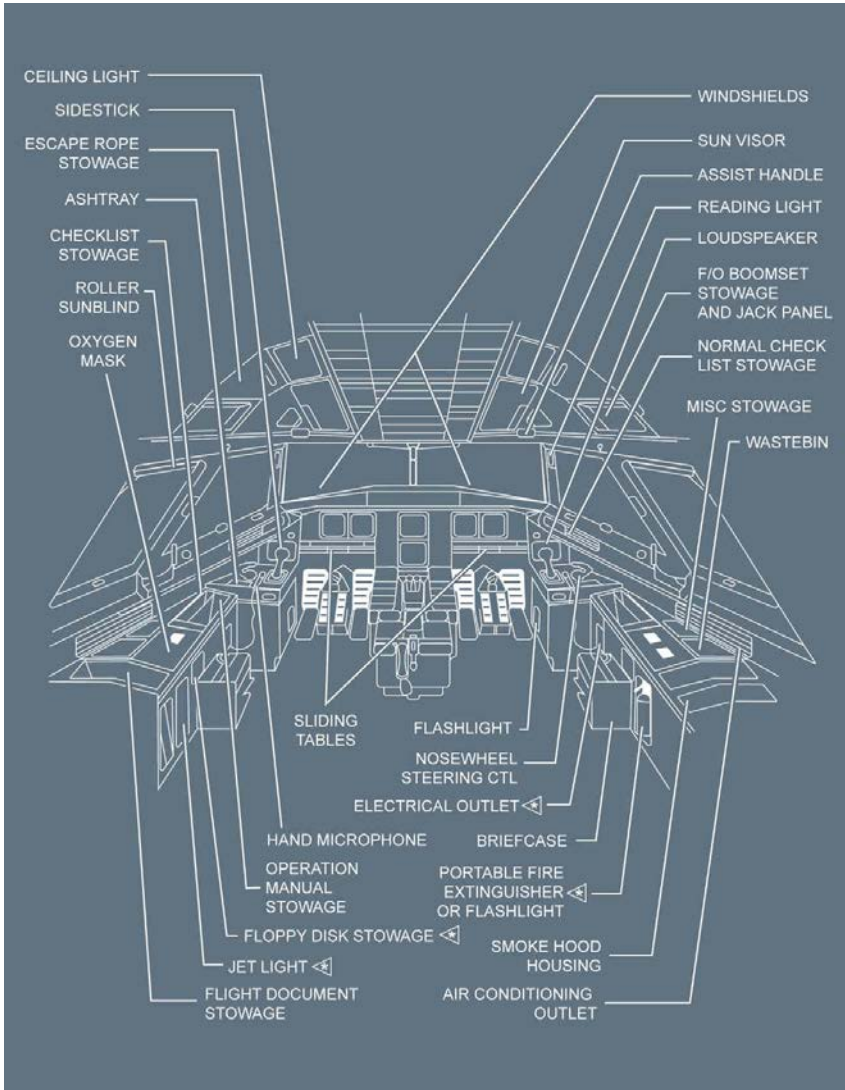 CEILING LIGHT
SIDESTICK
ESCAPE ROPE
STOWAGE
ASHTRAY
CHECKLIST
STOWAGE
ROLLER
SUNBLIND
OXYGEN
MASK
WINDSHIELDS
SUN VISOR
ASSIST HANDLE
READING LIGHT
LOUDSPEAKER
F/O BOOMSET
STOWAGE
AND JACK PANEL
NORMAL CHECK
LIST STOWAGE
MISC STOWAGE
WASTEBIN
SLIDING
TABLES
FLASHLIGHT
NOSEWHEEL
STEERING CTL
ELECTRICAL OUTLET
HAND MICROPHONE
BRIEFCASE
OPERATION
MANUAL
STOWAGE
PORTABLE FIRE
EXTINGUISHER
OR FLASHLIGHT
FLOPPY DISK STOWAGE
JET LIGHT
SMOKE HOOD
HOUSING
FLIGHT DOCUMENT
STOWAGE
AIR CONDITIONING
OUTLET